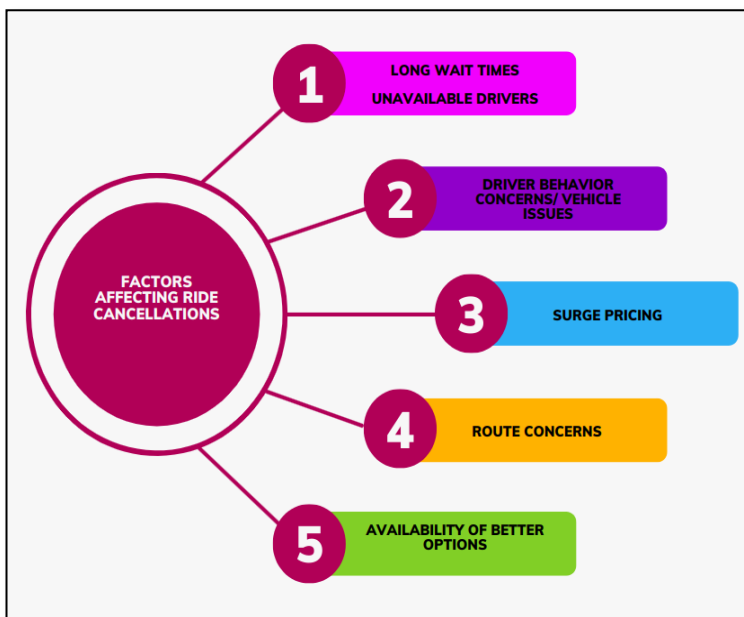 FACTORS
AFFECTING RIDE
CANCELLATIONS
1
LONG WAIT TIMES
UNAVAILABLE DRIVERS
2
DRIVER BEHAVIOR
CONCERNS/ VEHICLE
ISSUES
3
SURGE PRICING
4
ROUTE CONCERNS
5
AVAILABILITY OF BETTER
OPTIONS